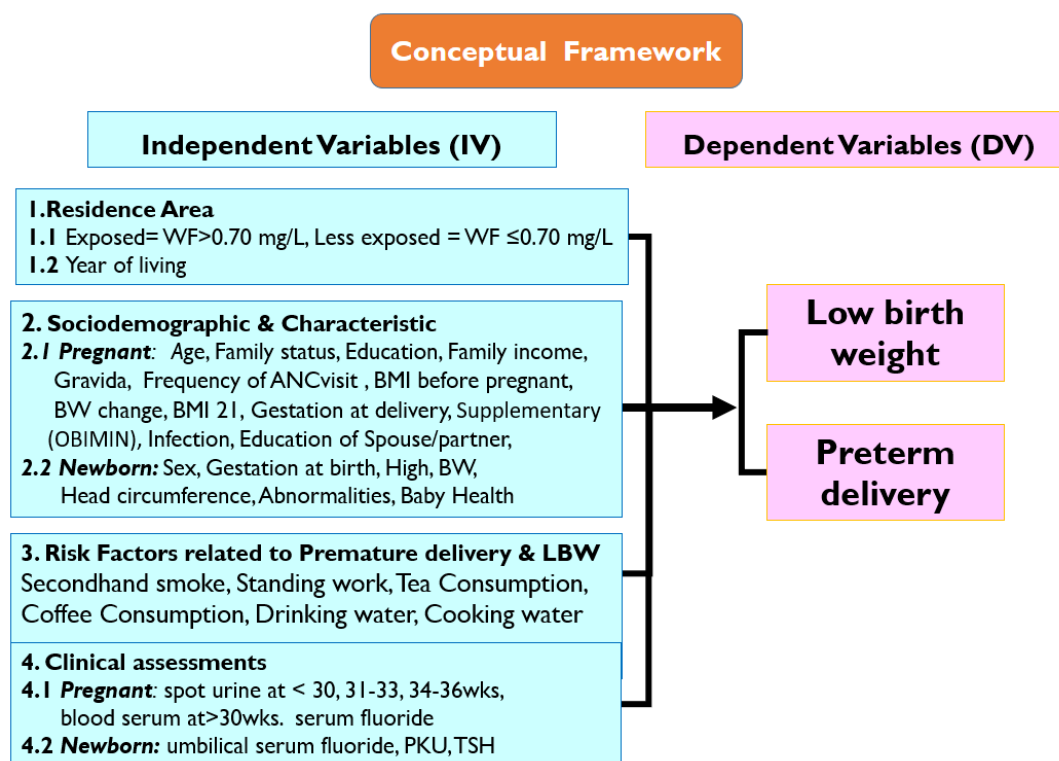 Conceptual Framework
Independent Variables (IV)
Dependent Variables (DV)
1.Residence Area
1.1 Exposed= WF>0.70 mg/L, Less exposed = WF ≤0.70 mg/L
1.2 Year of living
2. Sociodemographic & Characteristic
2.1 Pregnant: Age, Family status, Education, Family income,
Gravida, Frequency of ANCvisit , BMI before pregnant,
BW change, BMI 21, Gestation at delivery, Supplementary
(OBIMIN), Infection, Education of Spouse/partner,
2.2 Newborn: Sex, Gestation at birth, High, BW,
Head circumference, Abnormalities, Baby Health
3. Risk Factors related to Premature delivery & LBW
Secondhand smoke, Standing work, Tea Consumption,
Coffee Consumption, Drinking water, Cooking water
4. Clinical assessments
4.1 Pregnant: spot urine at < 30, 31-33, 34-36wks,
blood serum at>30wks. serum fluoride
4.2 Newborn: umbilical serum fluoride, PKU, TSH
Low birth
weight
Preterm
delivery